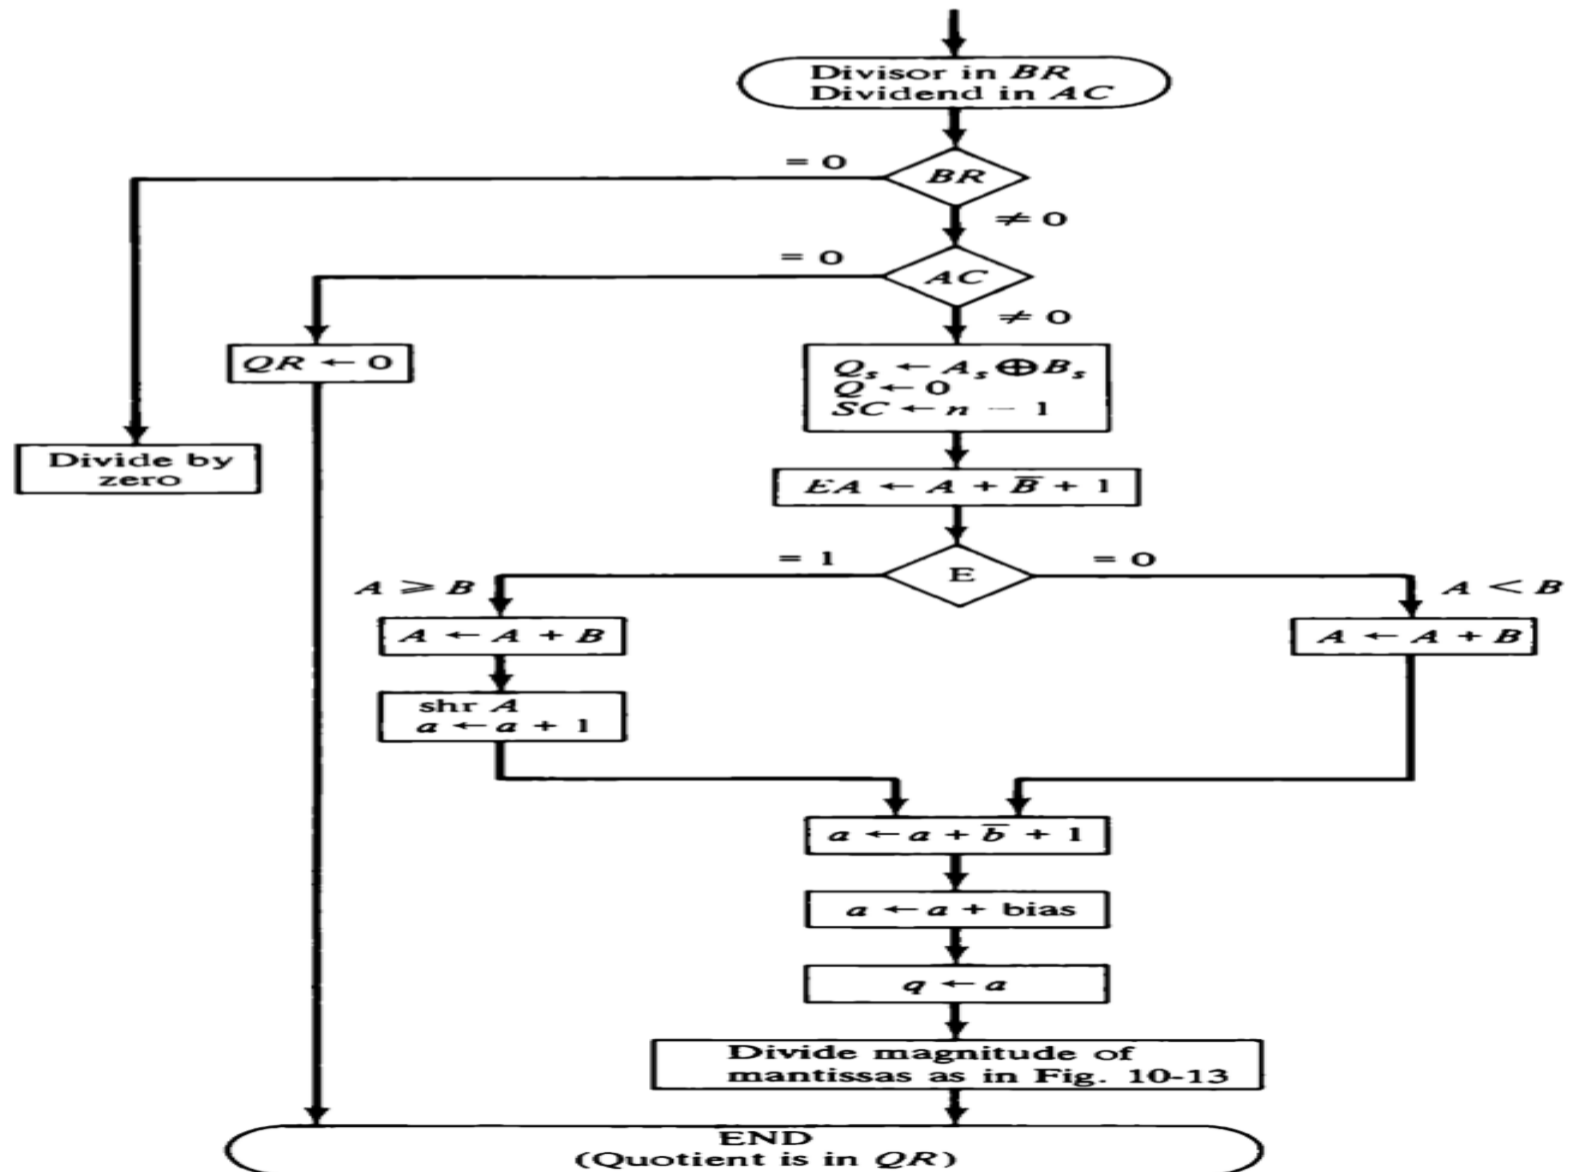 Divisor in BR
Dividend in AC
= 0
BR
≠ 0
= 0
AC
≠ 0
QR ← 0
Qₛ ← Aₛ ⊕ Bₛ
Q ← 0
SC ← n − 1
Divide by
zero
EA ← A + B̅ + 1
= 1
E
= 0
A ⩾ B
A < B
A ← A + B
A ← A + B
shr A
a ← a + 1
a ← a + b̅ + 1
a ← a + bias
q ← a
Divide magnitude of
mantissas as in Fig. 10-13
END
(Quotient is in QR)